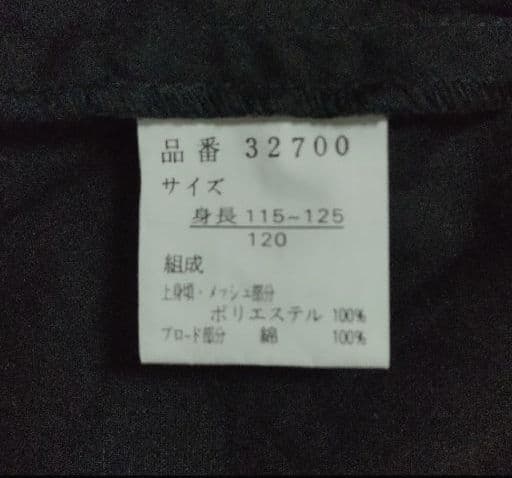 品番 32700
サイズ
身長 115~125
120
組成
上身頃・メッシュ部分
ポリエステル 100%
ブロード部分 綿 100%